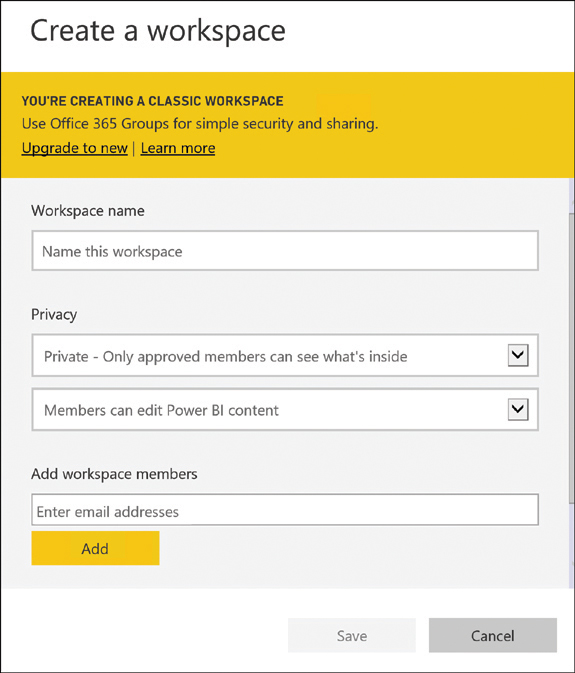 Create a workspace
YOU'RE CREATING A CLASSIC WORKSPACE
Use Office 365 Groups for simple security and sharing.
Upgrade to new | Learn more
Workspace name
Name this workspace
Privacy
Private - Only approved members can see what's inside
Members can edit Power BI content
Add workspace members
Enter email addresses
Add
Save Cancel